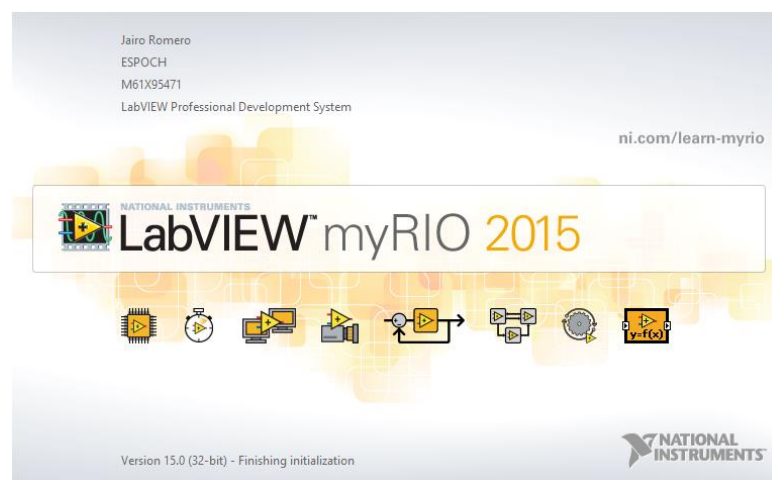 Jairo Romero
ESPOCH
M61X95471
LabVIEW Professional Development System
ni.com/learn-myrio
NATIONAL INSTRUMENTS
LabVIEW™ myRIO 2015
y=f(x)
Version 15.0 (32-bit) - Finishing initialization
NATIONAL
INSTRUMENTS™